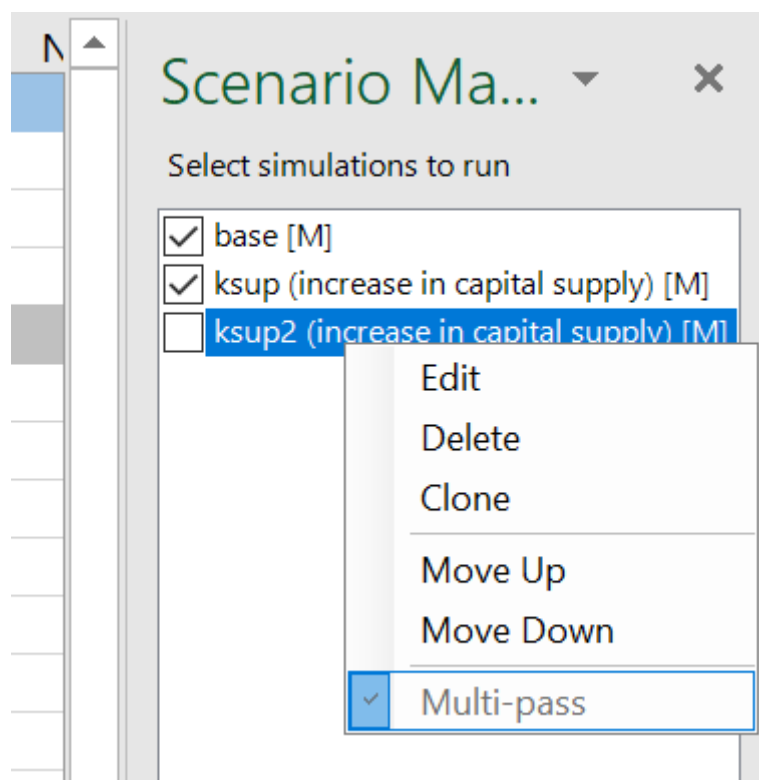 N
Scenario Ma...
Select simulations to run
base [M]
ksup (increase in capital supply) [M]
ksup2 (increase in capital supply) [M]
Edit
Delete
Clone
Move Up
Move Down
Multi-pass